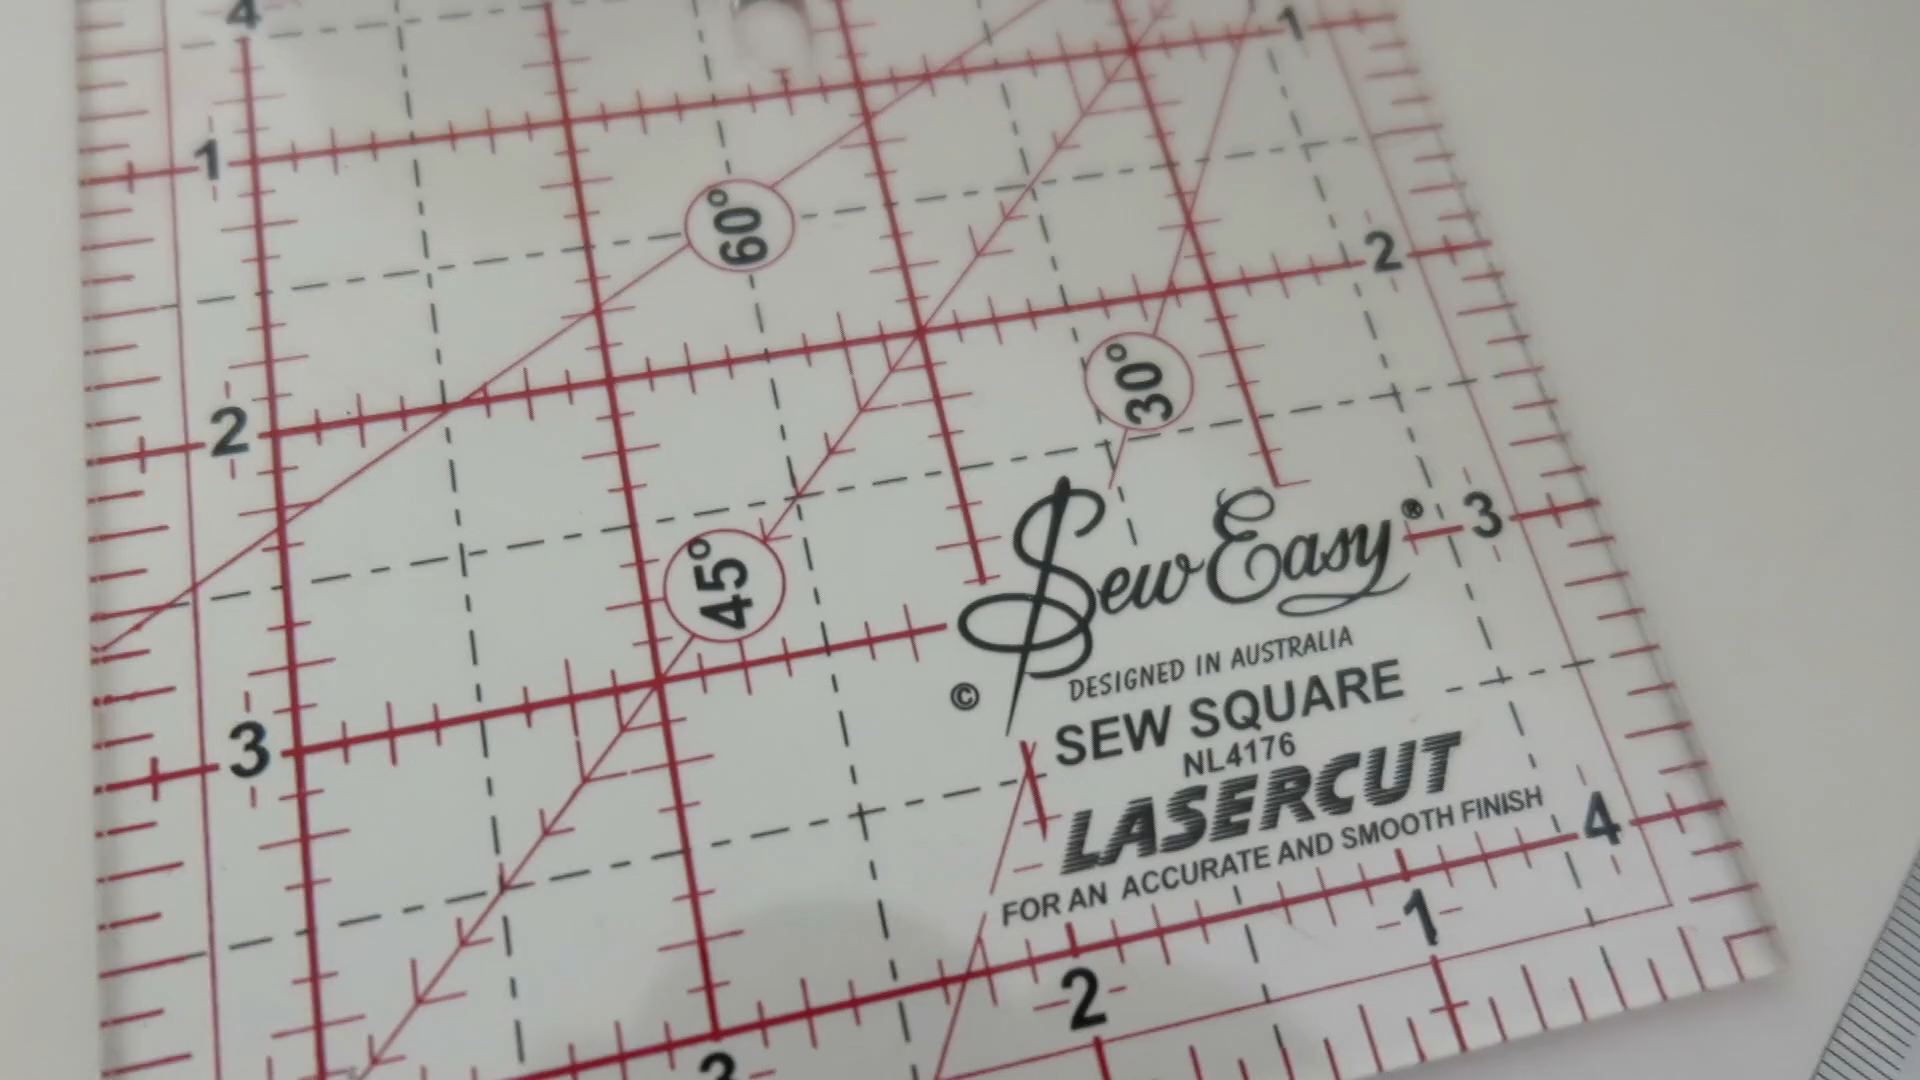 4
1
1
60°
2
2
30°
45°
Sew Easy®
3
3
DESIGNED IN AUSTRALIA
©
SEW SQUARE
NL4176
LASERCUT
FOR AN ACCURATE AND SMOOTH FINISH
4
1
2
3